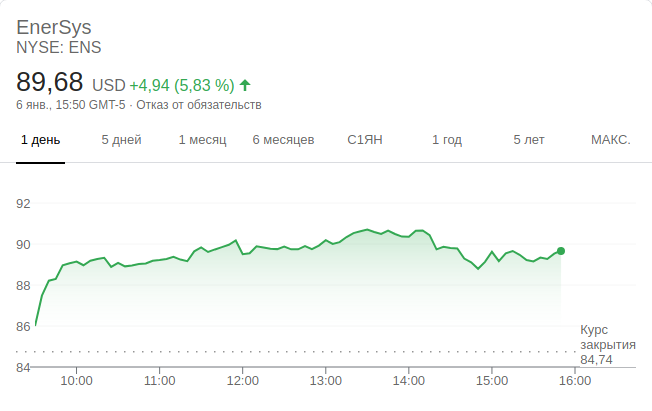 EnerSys
NYSE: ENS
89,68 USD +4,94 (5,83 %)
6 янв., 15:50 GMT-5 · Отказ от обязательств
1 день 5 дней 1 месяц 6 месяцев С1ЯН 1 год 5 лет МАКС.
92
90
88
86
Курс
закрытия
84,74
84
10:00 11:00 12:00 13:00 14:00 15:00 16:00